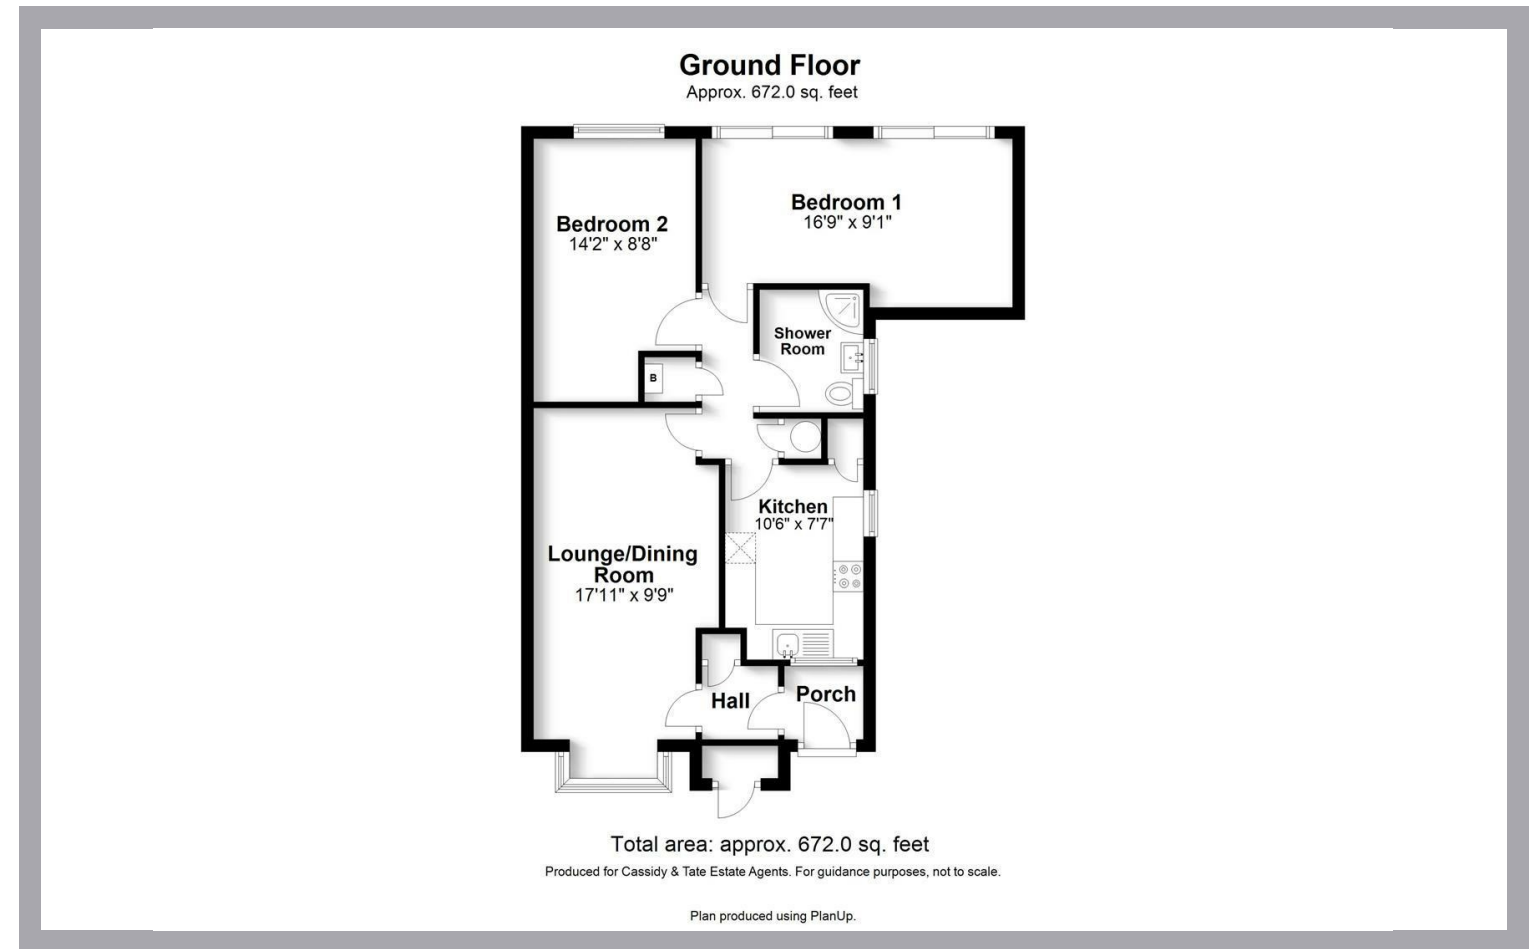 Ground Floor
Approx. 672.0 sq. feet
Bedroom 1
16'9" x 9'1"
Bedroom 2
14'2" x 8'8"
Shower
Room
B
Kitchen
10'6" x 7'7"
Lounge/Dining
Room
17'11" x 9'9"
Hall
Porch
Total area: approx. 672.0 sq. feet
Produced for Cassidy & Tate Estate Agents. For guidance purposes, not to scale.
Plan produced using PlanUp.